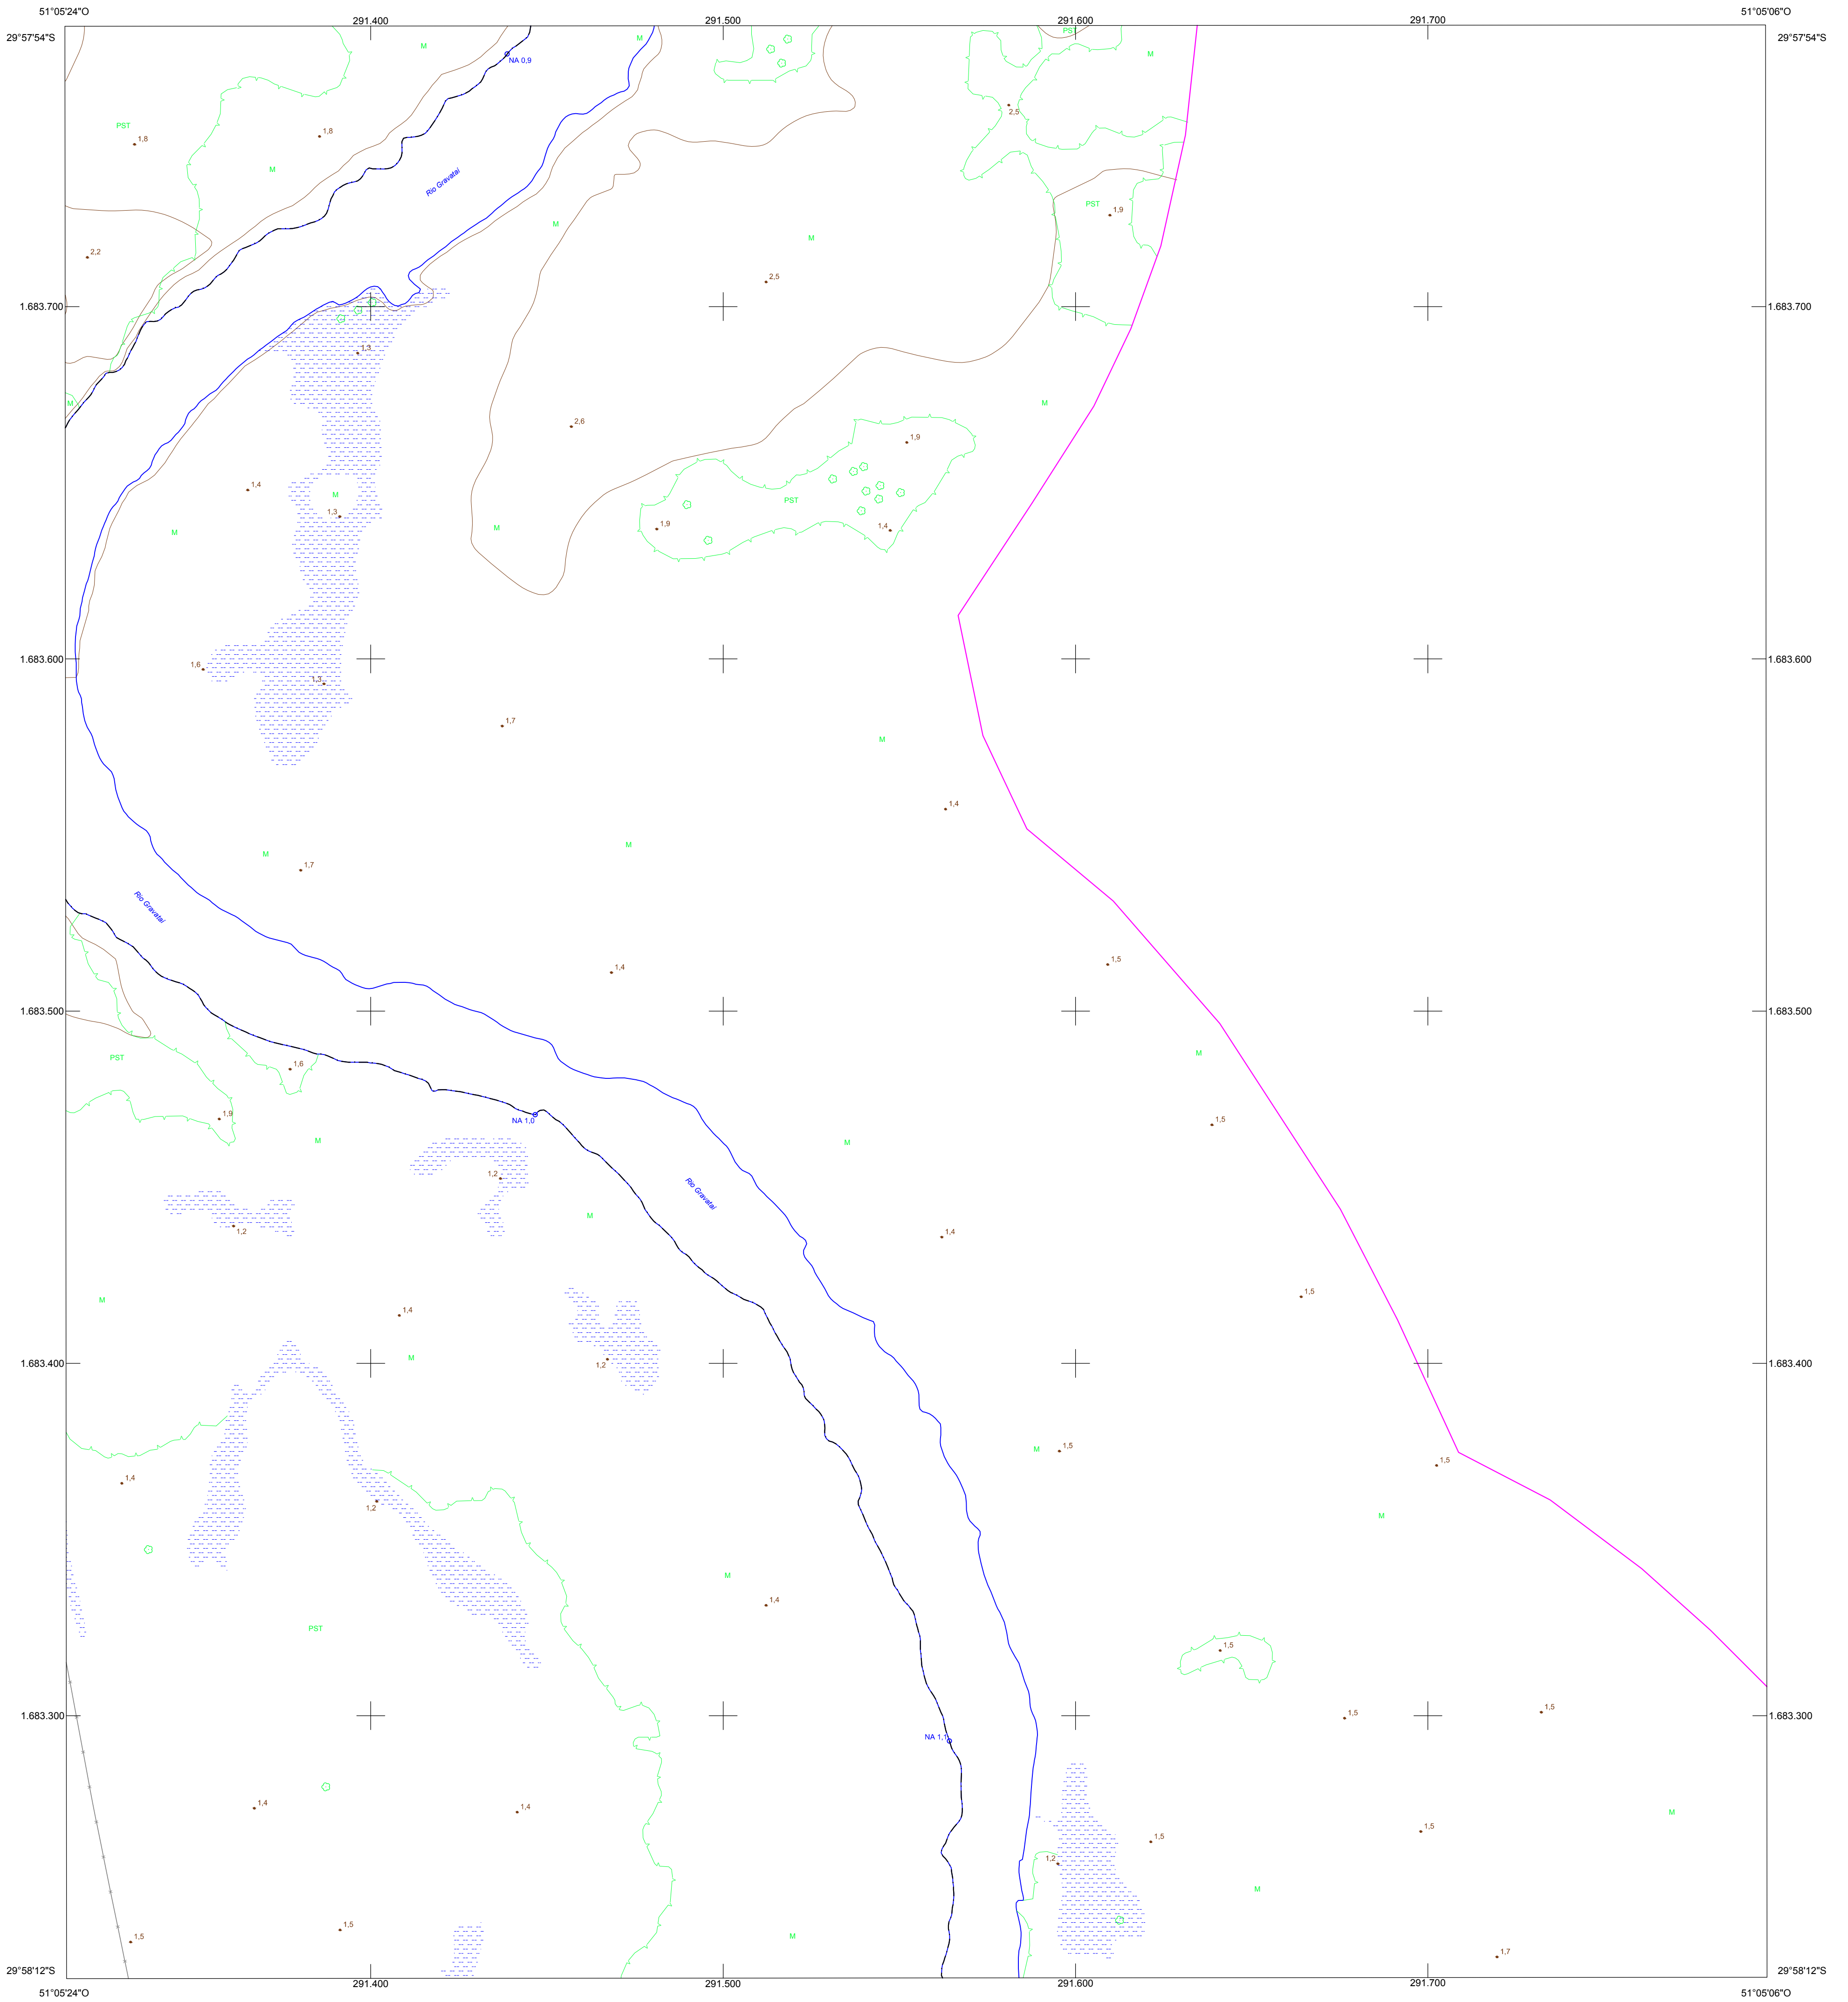 51°05'24"O
291.400
291.500
291.600
291.700
51°05'06"O
29°57'54"S
29°57'54"S
PST
M
M
M
NA 0,9
2,5
PST
1,8
1,8
M
Rio Gravataí
PST
1,9
M
M
2,2
2,5
1.683.700
1.683.700
1,3
M
M
2,6
1,9
1,4
M
PST
1,3
M
M
1,9
1,4
1.683.600
1.683.600
1,6
1,3
1,7
M
1,4
M
M
1,7
Rio Gravataí
1,4
1,5
1.683.500
1.683.500
M
PST
1,6
1,9
NA 1,0
1,5
M
M
1,2
Rio Gravataí
M
1,2
1,4
M
1,5
1,4
M
1.683.400
1.683.400
1,2
M
1,5
1,5
1,4
1,2
M
M
1,4
PST
1,5
1,5
1,5
1.683.300
1.683.300
NA 1,1
1,4
1,4
M
1,5
1,5
1,2
M
1,5
1,5
M
1,7
29°58'12"S
29°58'12"S
291.400
291.500
291.600
291.700
51°05'24"O
51°05'06"O